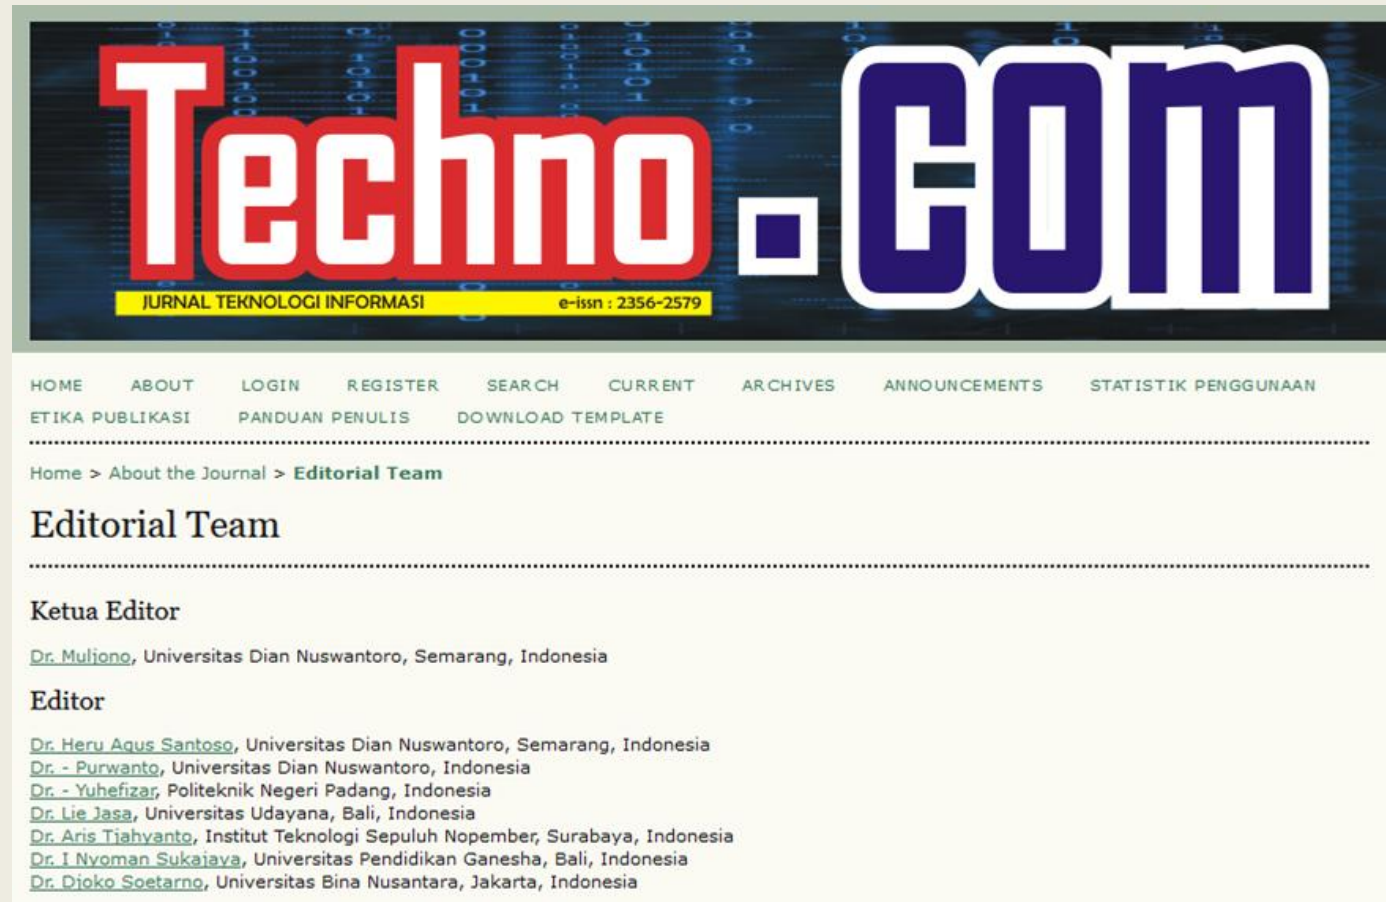 Techno.com
JURNAL TEKNOLOGI INFORMASI e-issn : 2356-2579
HOME ABOUT LOGIN REGISTER SEARCH CURRENT ARCHIVES ANNOUNCEMENTS STATISTIK PENGGUNAAN
ETIKA PUBLIKASI PANDUAN PENULIS DOWNLOAD TEMPLATE
Home > About the Journal > Editorial Team
Editorial Team
Ketua Editor
Dr. Muljono, Universitas Dian Nuswantoro, Semarang, Indonesia
Editor
Dr. Heru Agus Santoso, Universitas Dian Nuswantoro, Semarang, Indonesia
Dr. - Purwanto, Universitas Dian Nuswantoro, Indonesia
Dr. - Yuhefizar, Politeknik Negeri Padang, Indonesia
Dr. Lie Jasa, Universitas Udayana, Bali, Indonesia
Dr. Aris Tjahyanto, Institut Teknologi Sepuluh Nopember, Surabaya, Indonesia
Dr. I Nyoman Sukajaya, Universitas Pendidikan Ganesha, Bali, Indonesia
Dr. Djoko Soetarno, Universitas Bina Nusantara, Jakarta, Indonesia